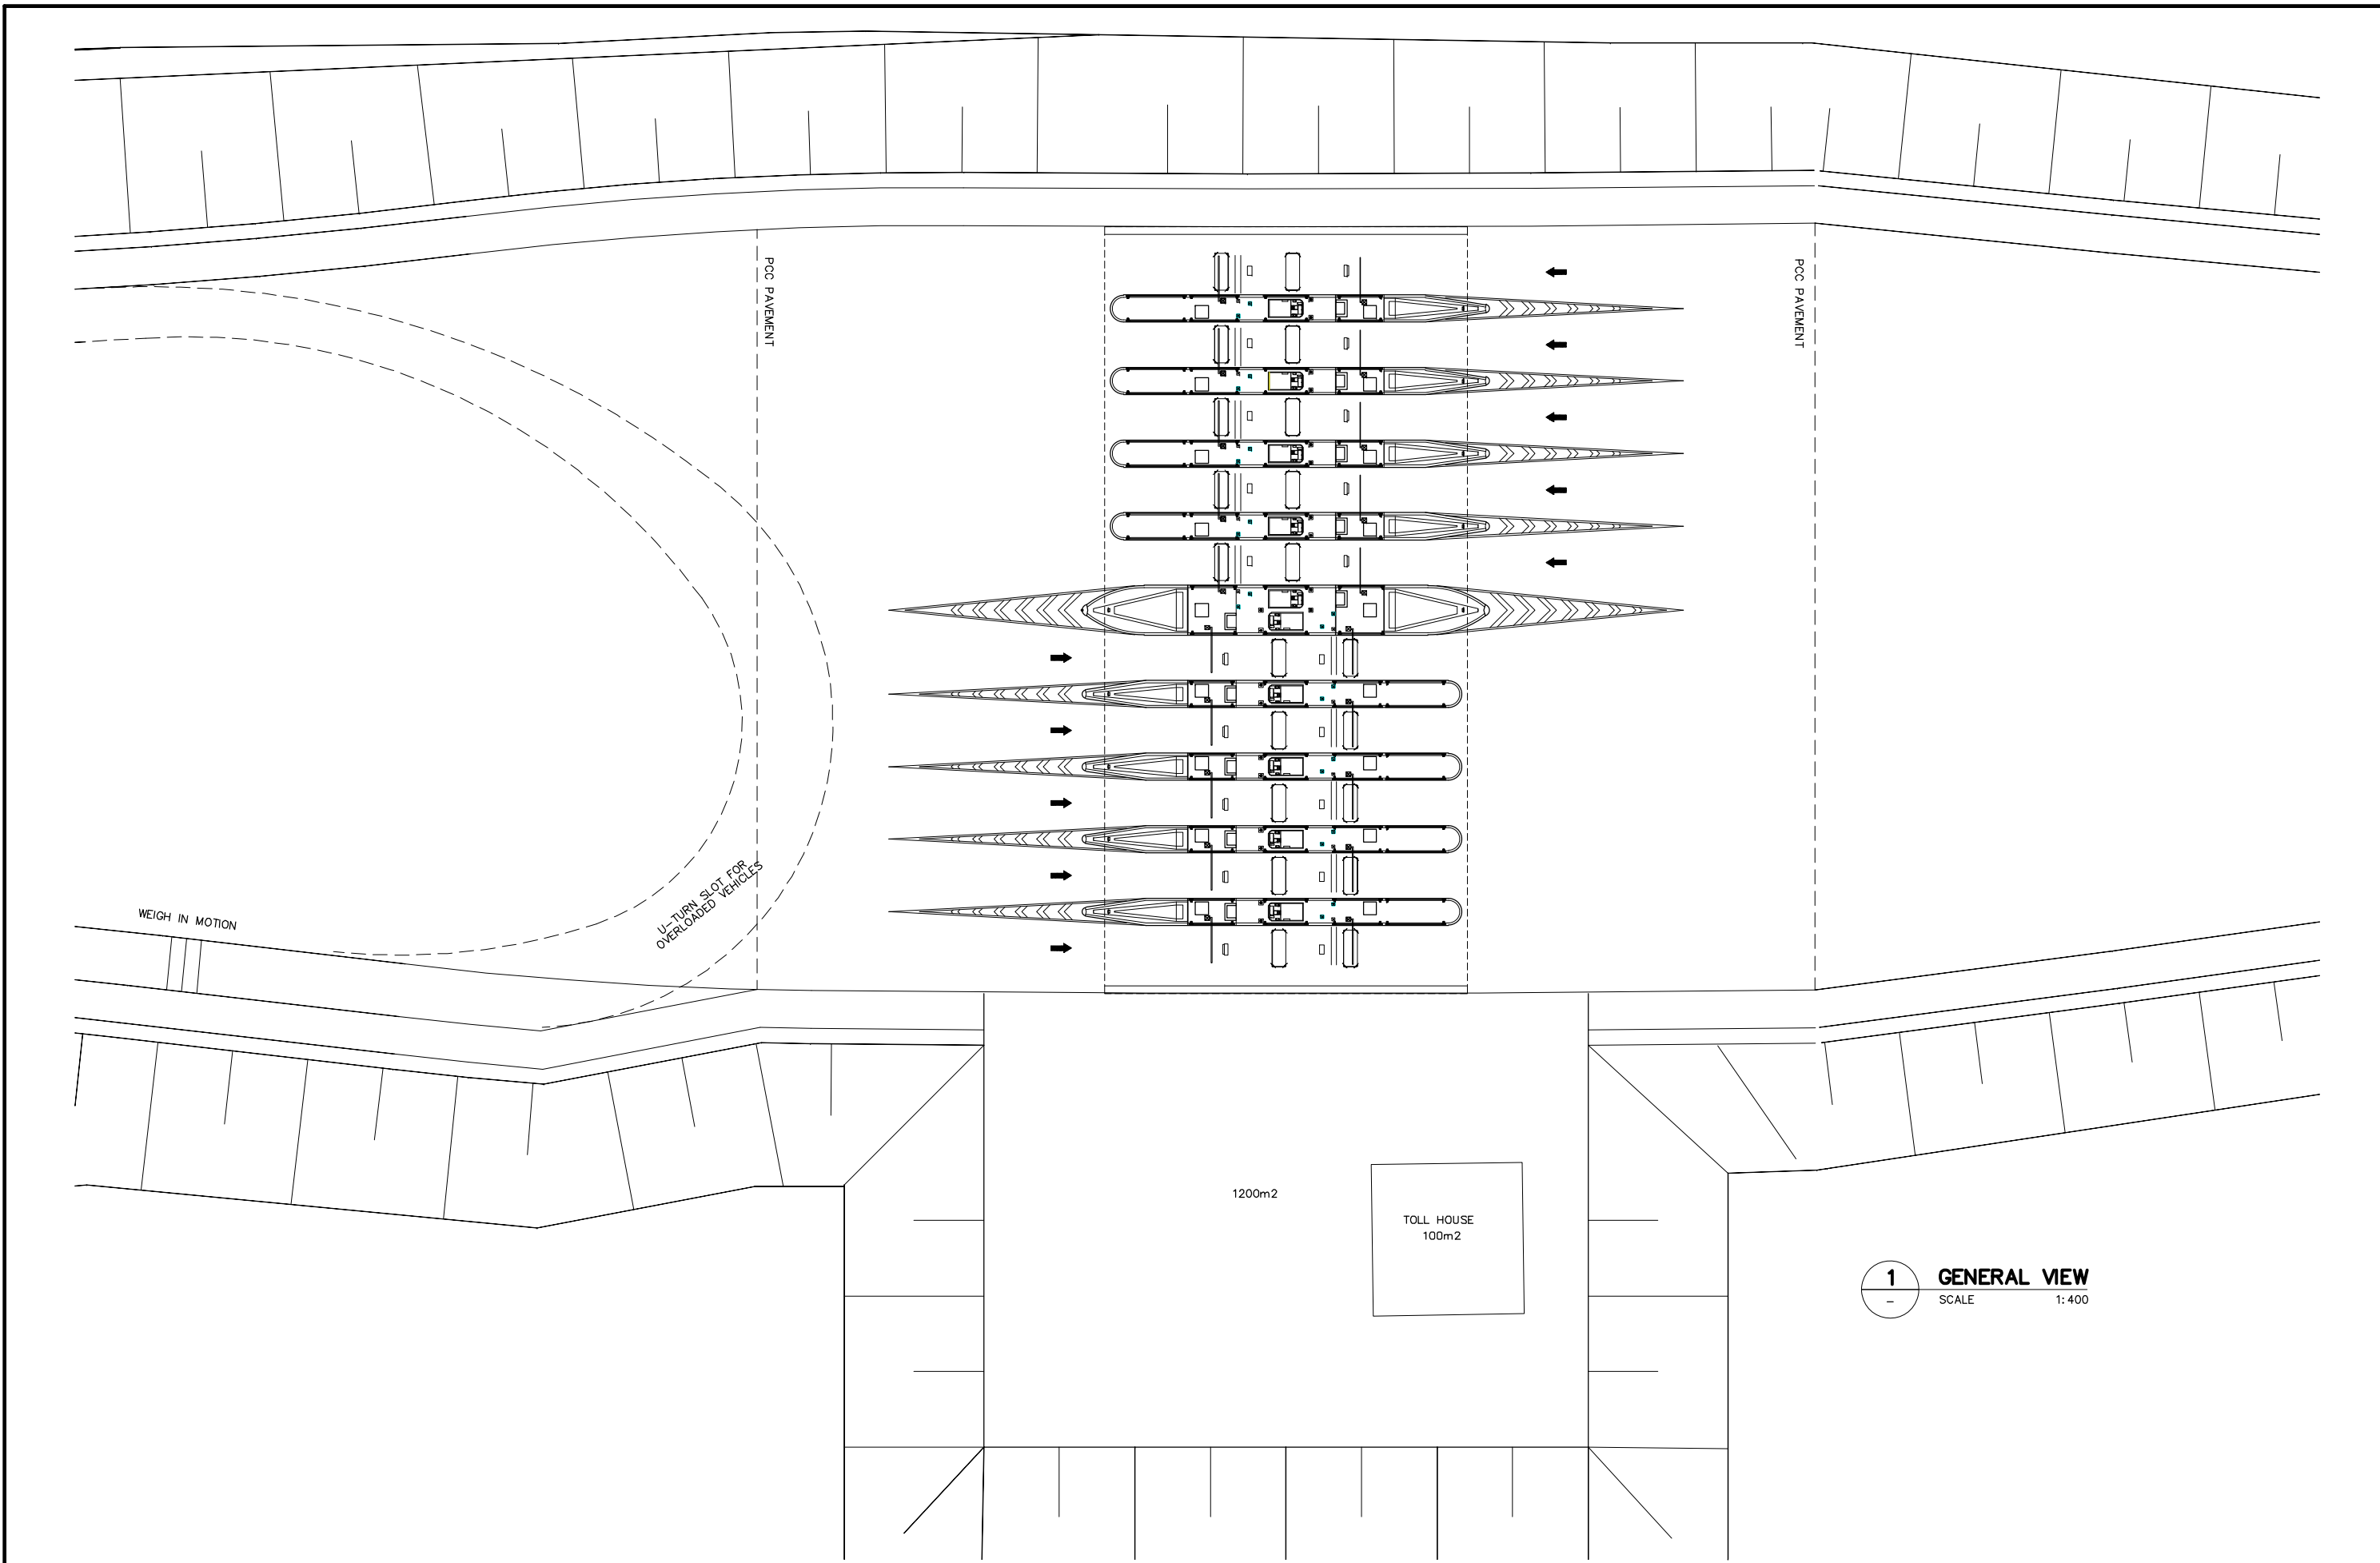 PCC PAVEMENT
PCC PAVEMENT
WEIGH IN MOTION
U-TURN SLOT FOR
OVERLOADED VEHICLES
1200m2
TOLL HOUSE
100m2
1
-
GENERAL VIEW
SCALE 1:400